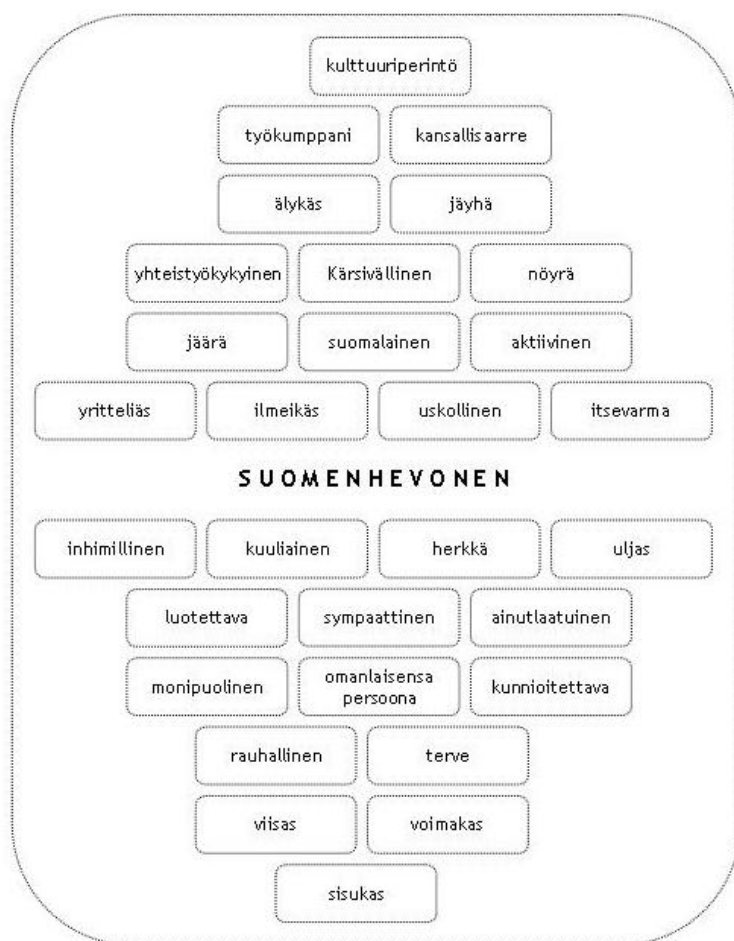 kulttuuriperintö
työkumppani kansallisaarre
älykäs jäyhä
yhteistyökykyinen Kärsivällinen nöyrä
jäärä suomalainen aktiivinen
yritteliäs ilmeikäs uskollinen itsevarma
SUOMENHEVONEN
inhimillinen kuuliainen herkkä uljas
luotettava sympaattinen ainutlaatuinen
monipuolinen omanlaisensa persoona kunnioitettava
rauhallinen terve
viisas voimakas
sisukas